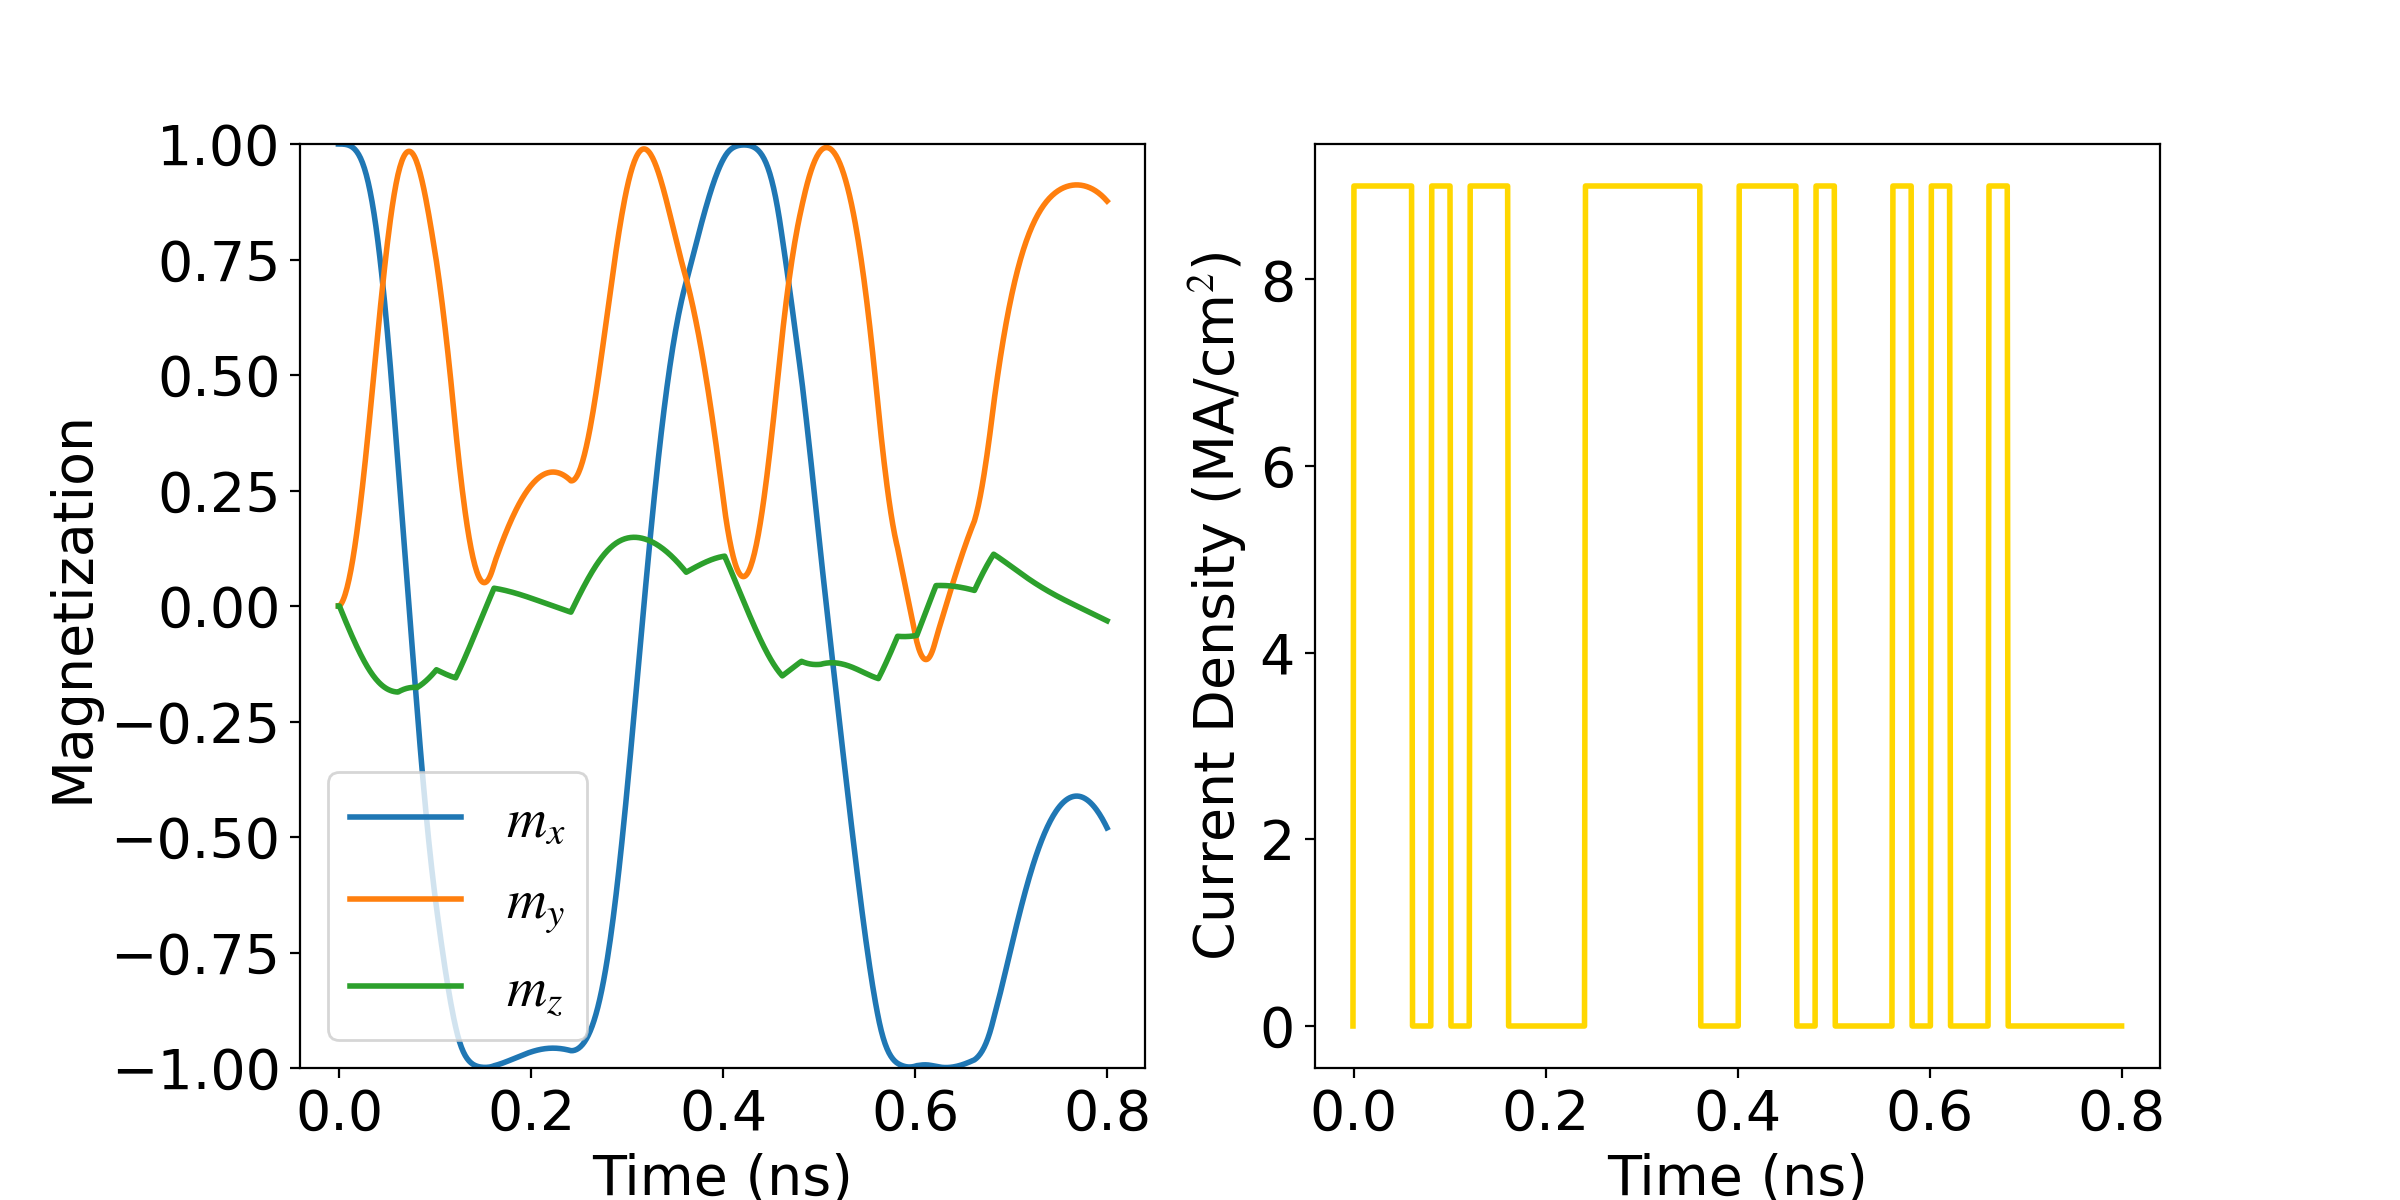 Magnetization
1.00
0.75
0.50
0.25
0.00
−0.25
−0.50
−0.75
−1.00
m_x
m_y
m_z
0.0 0.2 0.4 0.6 0.8
Time (ns)
Current Density (MA/cm²)
8
6
4
2
0
0.0 0.2 0.4 0.6 0.8
Time (ns)